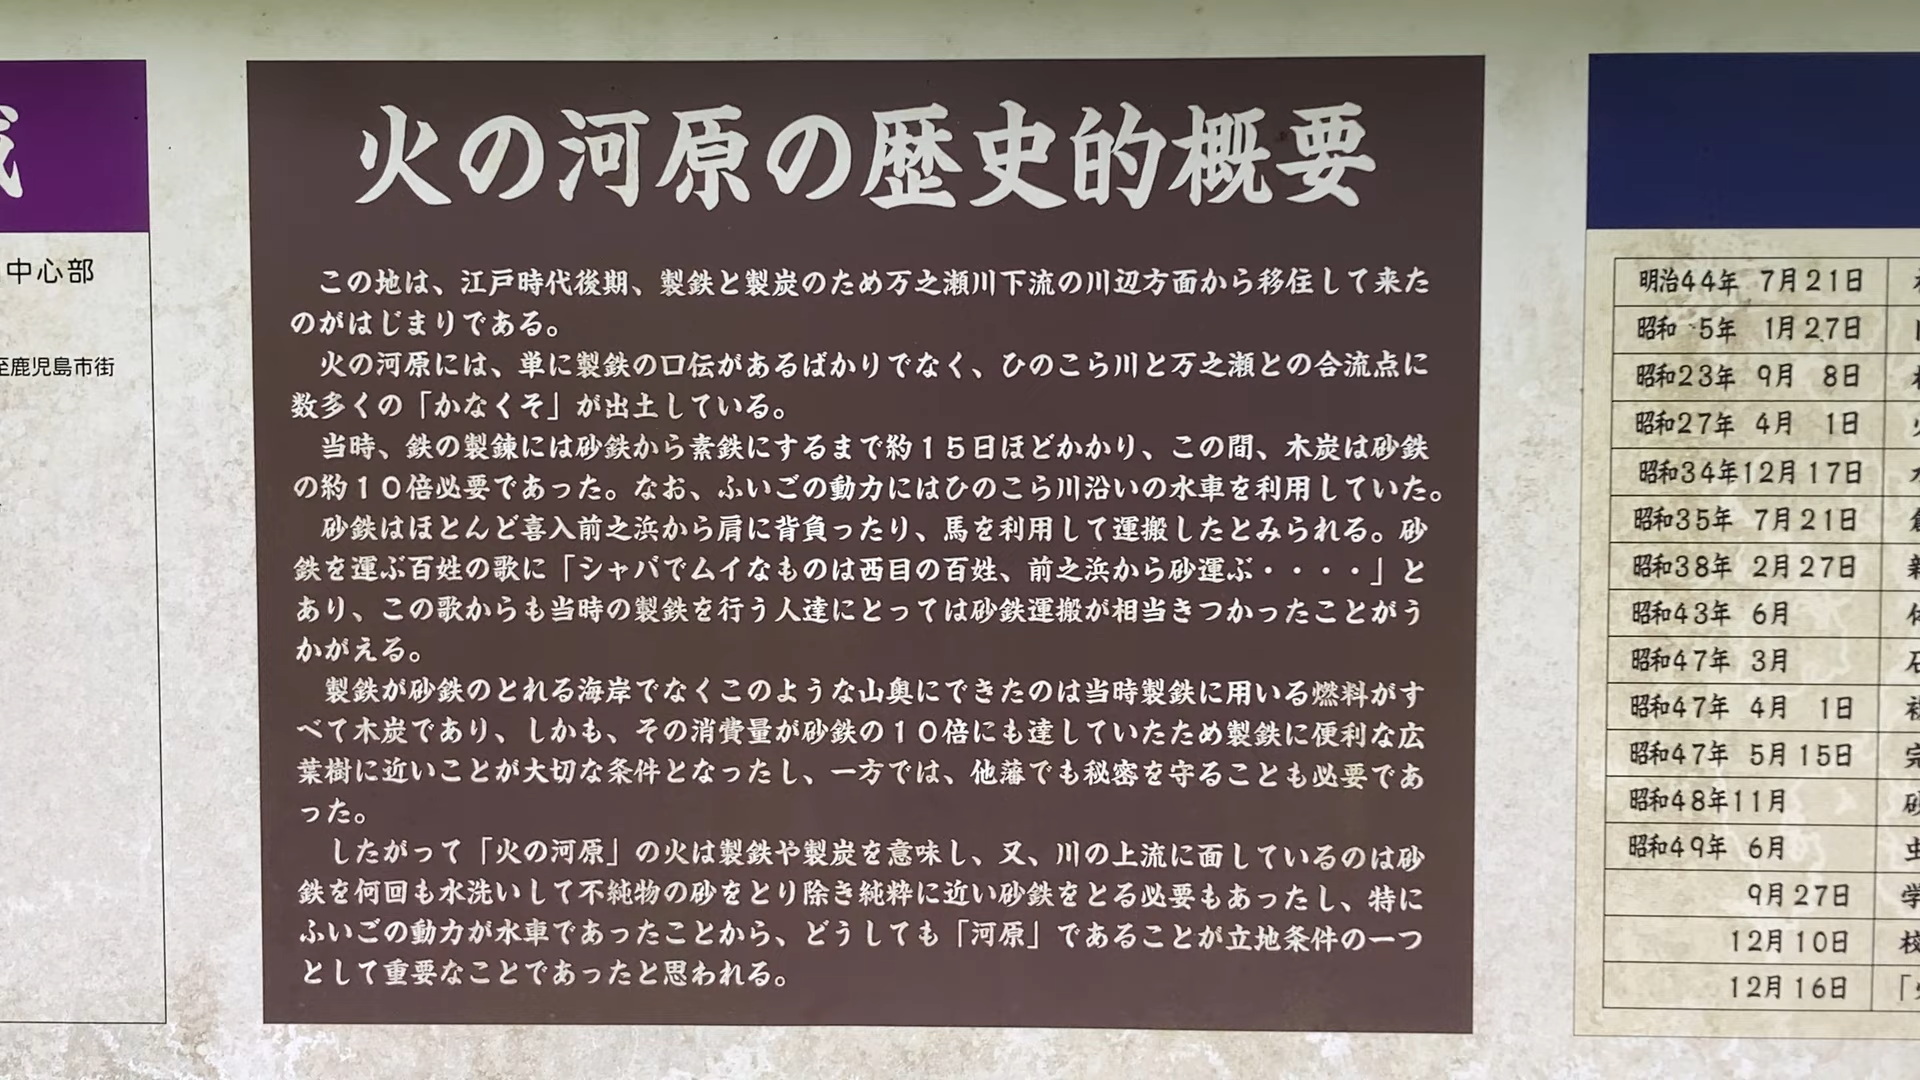 中心部
至鹿児島市街
火の河原の歴史的概要
この地は、江戸時代後期、製鉄と製炭のため万之瀬川下流の川辺方面から移住して来た
のがはじまりである。
火の河原には、単に製鉄の口伝があるばかりでなく、ひのこら川と万之瀬との合流点に
数多くの「かなくそ」が出土している。
当時、鉄の製錬には砂鉄から素鉄にするまで約１５日ほどかかり、この間、木炭は砂鉄
の約１０倍必要であった。なお、ふいごの動力にはひのこら川沿いの水車を利用していた。
砂鉄はほとんど喜入前之浜から肩に背負ったり、馬を利用して運搬したとみられる。砂
鉄を運ぶ百姓の歌に「シャバでムイなものは西目の百姓、前之浜から砂運ぶ・・・・」と
あり、この歌からも当時の製鉄を行う人達にとっては砂鉄運搬が相当きつかったことがう
かがえる。
製鉄が砂鉄のとれる海岸でなくこのような山奥にできたのは当時製鉄に用いる燃料がす
べて木炭であり、しかも、その消費量が砂鉄の１０倍にも達していたため製鉄に便利な広
葉樹に近いことが大切な条件となったし、一方では、他藩でも秘密を守ることも必要であ
った。
したがって「火の河原」の火は製鉄や製炭を意味し、又、川の上流に面しているのは砂
鉄を何回も水洗いして不純物の砂をとり除き純粋に近い砂鉄をとる必要もあったし、特に
ふいごの動力が水車であったことから、どうしても「河原」であることが立地条件の一つ
として重要なことであったと思われる。
明治44年 7月21日
昭和 5年 1月27日
昭和23年 9月 8日
昭和27年 4月 1日
昭和34年12月17日
昭和35年 7月21日
昭和38年 2月27日
昭和43年 6月
昭和47年 3月
昭和47年 4月 1日
昭和47年 5月15日
昭和48年11月
昭和49年 6月
9月27日
12月10日
12月16日